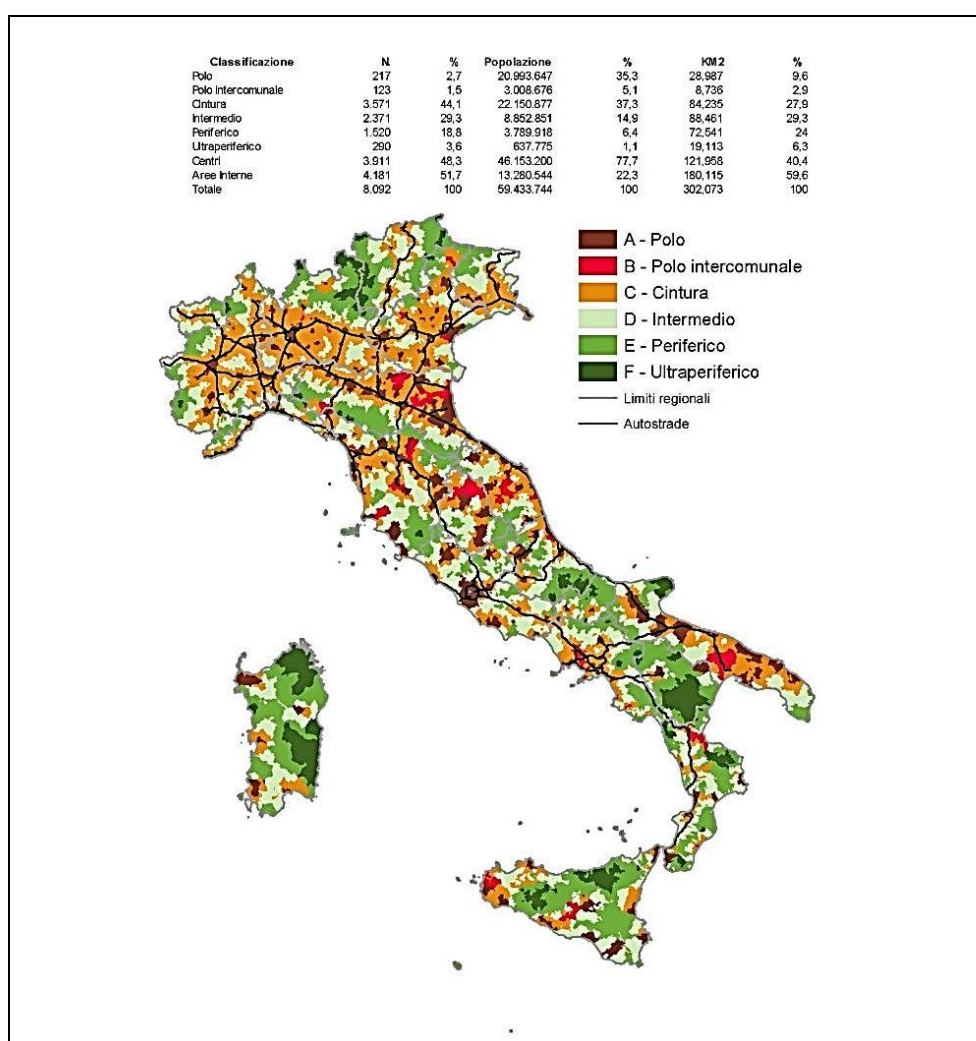 Classificazione N. % Popolazione % KM2 %
Polo 217 2,7 20.993.647 35,3 28,987 9,6
Polo Intercomunale 123 1,5 3.008.676 5,1 8,736 2,9
Cintura 3.571 44,1 22.150.877 37,3 84,235 27,9
Intermedio 2.371 29,3 8.852.851 14,9 88,461 29,3
Periferico 1.520 18,8 3.789.918 6,4 72,541 24
Ultraperiferico 290 3,6 637.775 1,1 19,113 6,3
Centri 3.911 48,3 46.153.200 77,7 121,958 40,4
Aree Interne 4.181 51,7 13.280.544 22,3 180,115 59,6
Totale 8.092 100 59.433.744 100 302,073 100
A - Polo
B - Polo intercomunale
C - Cintura
D - Intermedio
E - Periferico
F - Ultraperiferico
Limiti regionali
Autostrade